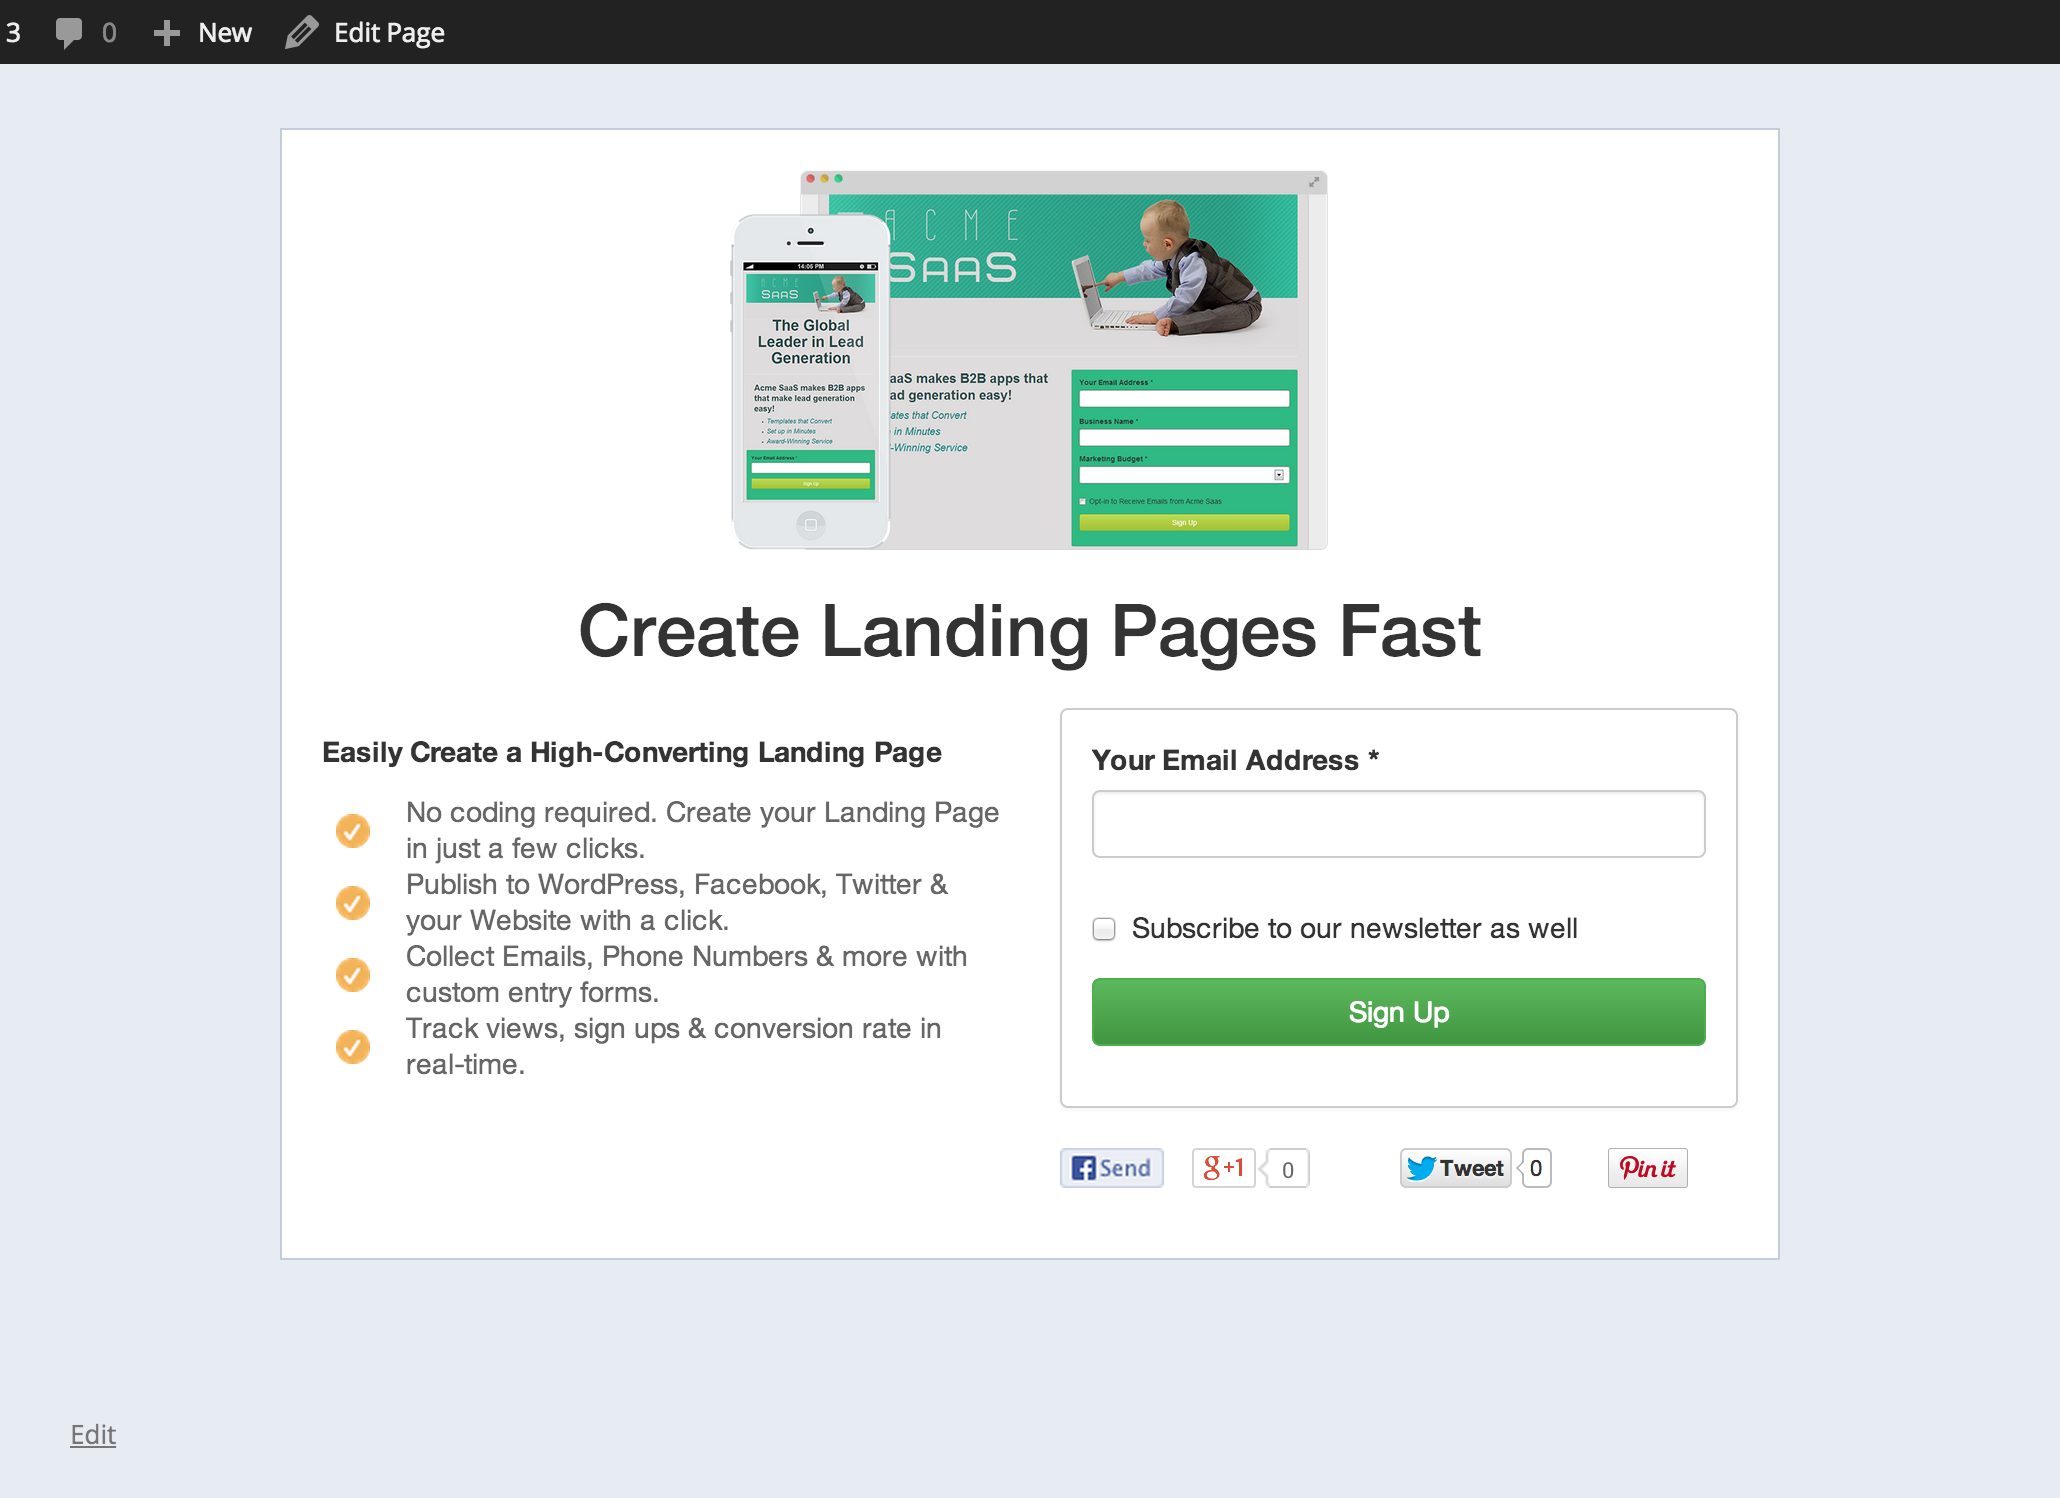 3 0 New Edit Page
ACME
SAAS
14:06 PM
ACME
SAAS
The Global
Leader in Lead
Generation
Acme SaaS makes B2B apps
that make lead generation
easy!
Templates that Convert
Set up in Minutes
Award-Winning Service
Your Email Address *
Sign Up
aaS makes B2B apps that
ad generation easy!
ates that Convert
in Minutes
-Winning Service
Your Email Address *
Business Name *
Marketing Budget *
Opt-in to Receive Emails from Acme Saas
Sign Up
Create Landing Pages Fast
Easily Create a High-Converting Landing Page
No coding required. Create your Landing Page
in just a few clicks.
Publish to WordPress, Facebook, Twitter &
your Website with a click.
Collect Emails, Phone Numbers & more with
custom entry forms.
Track views, sign ups & conversion rate in
real-time.
Your Email Address *
Subscribe to our newsletter as well
Sign Up
f Send g+1 0 Tweet 0 Pin it
Edit